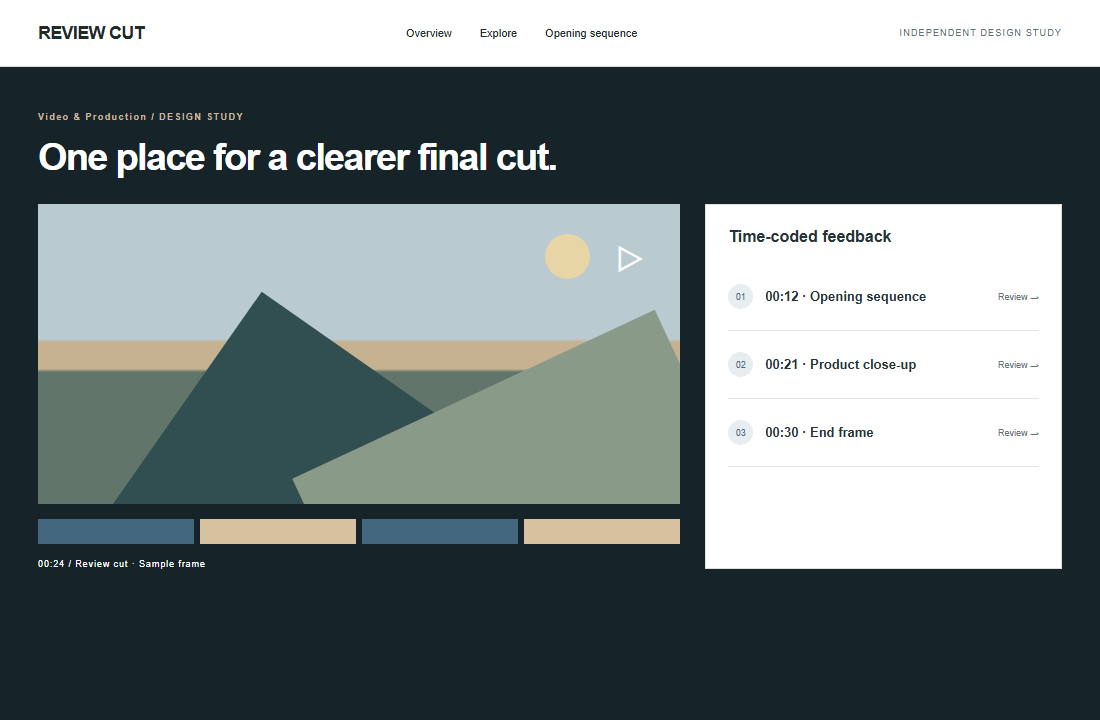 REVIEW CUT
Overview Explore Opening sequence
INDEPENDENT DESIGN STUDY
Video & Production / DESIGN STUDY
One place for a clearer final cut.
Time-coded feedback
01 00:12 · Opening sequence Review →
02 00:21 · Product close-up Review →
03 00:30 · End frame Review →
00:24 / Review cut · Sample frame